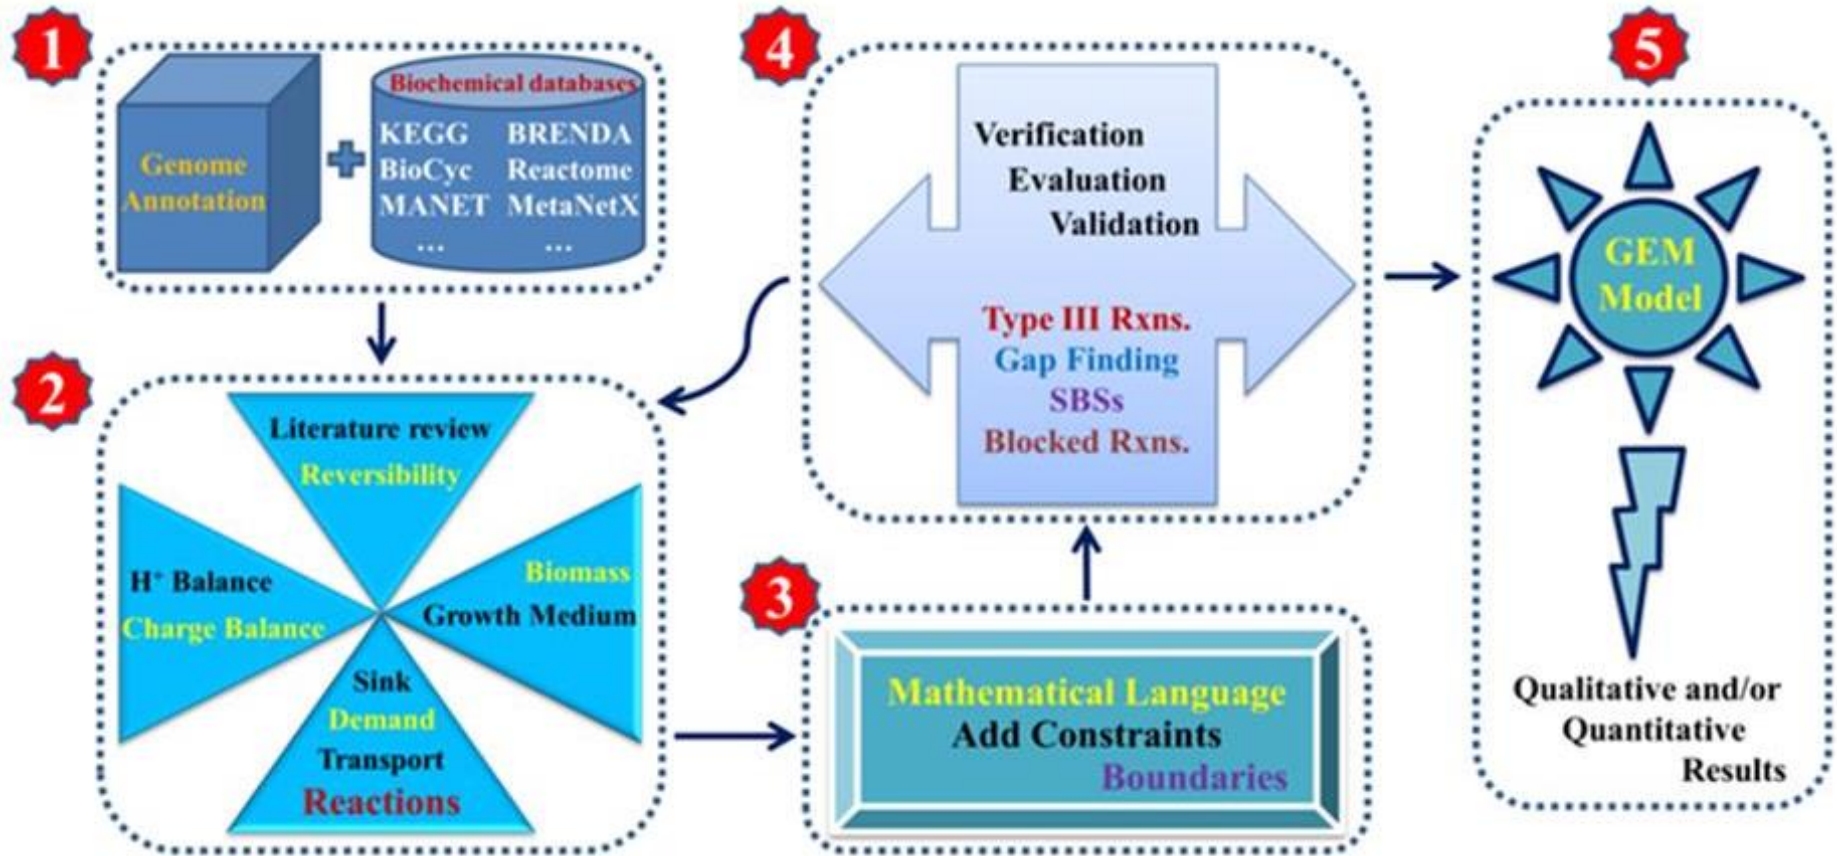 1
Genome
Annotation
Biochemical databases
KEGG BRENDA
BioCyc Reactome
MANET MetaNetX
... ...
2
Literature review
Reversibility
H⁺ Balance
Charge Balance
Biomass
Growth Medium
Sink
Demand
Transport
Reactions
3
Mathematical Language
Add Constraints
Boundaries
4
Verification
Evaluation
Validation
Type III Rxns.
Gap Finding
SBSs
Blocked Rxns.
5
GEM
Model
Qualitative and/or
Quantitative
Results